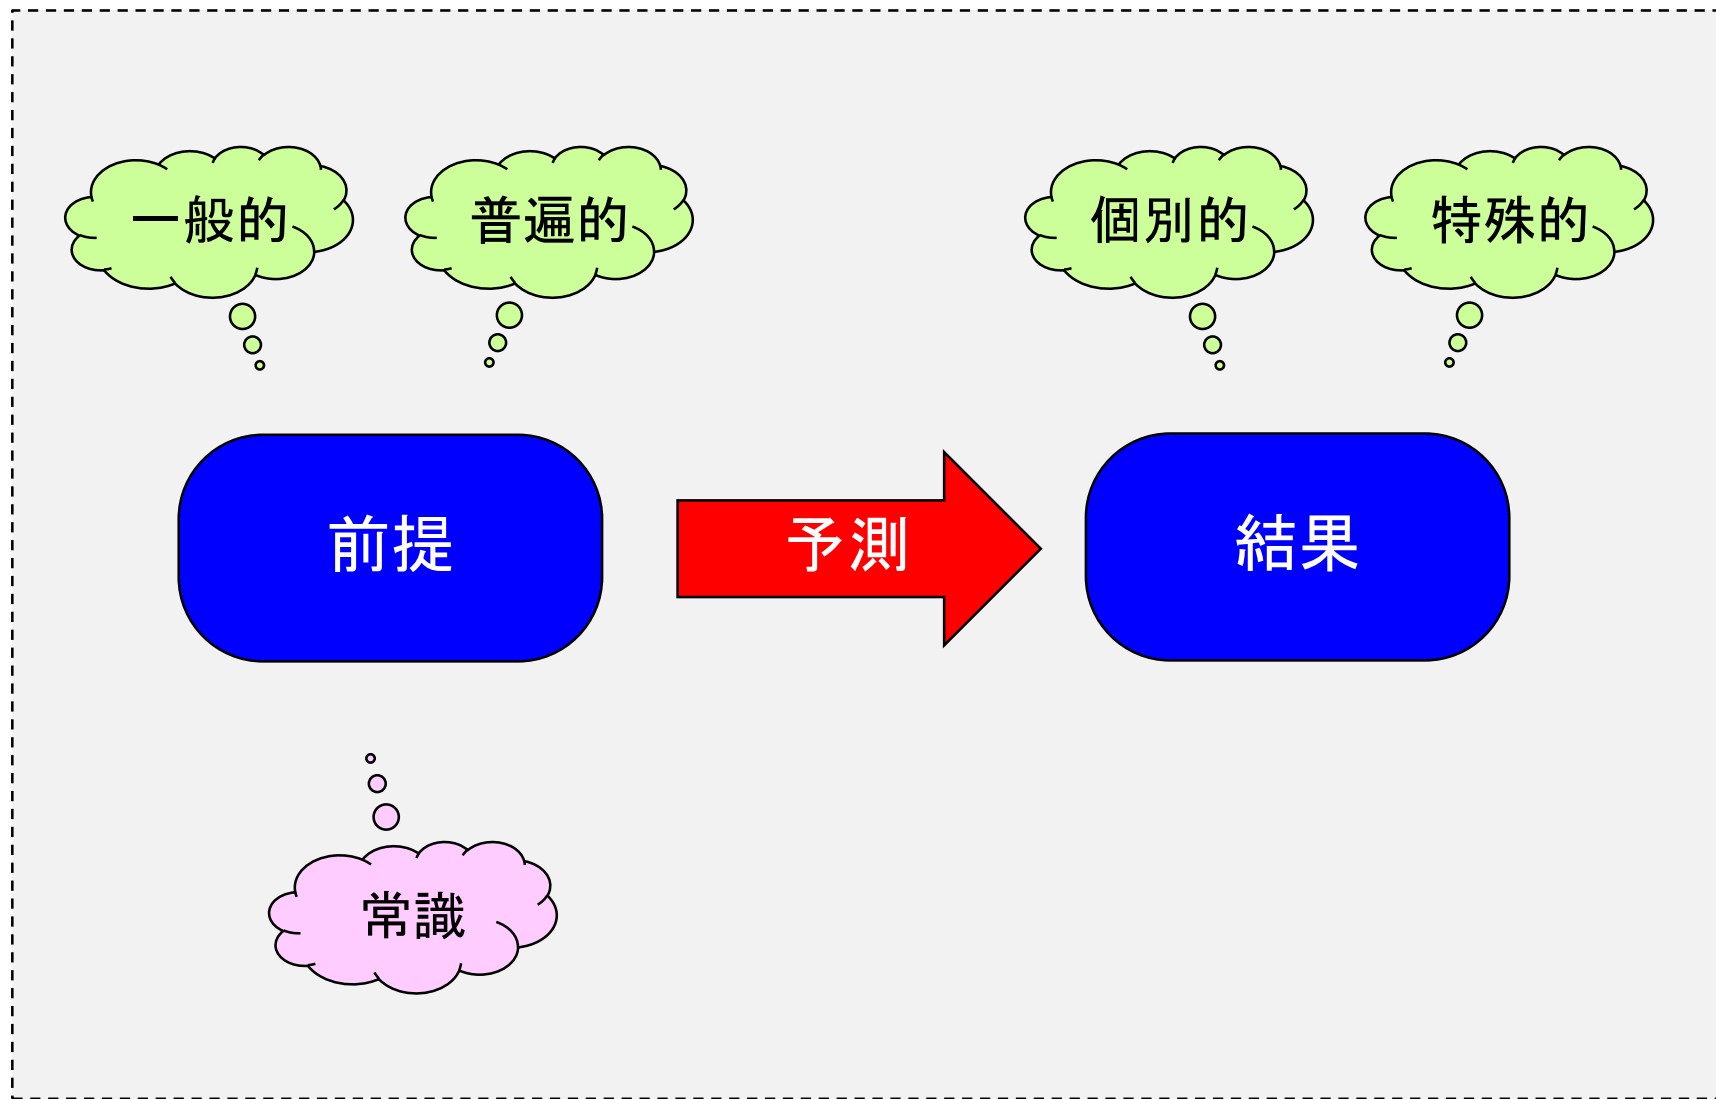 一般的
普遍的
個別的
特殊的
前提
予測
結果
常識